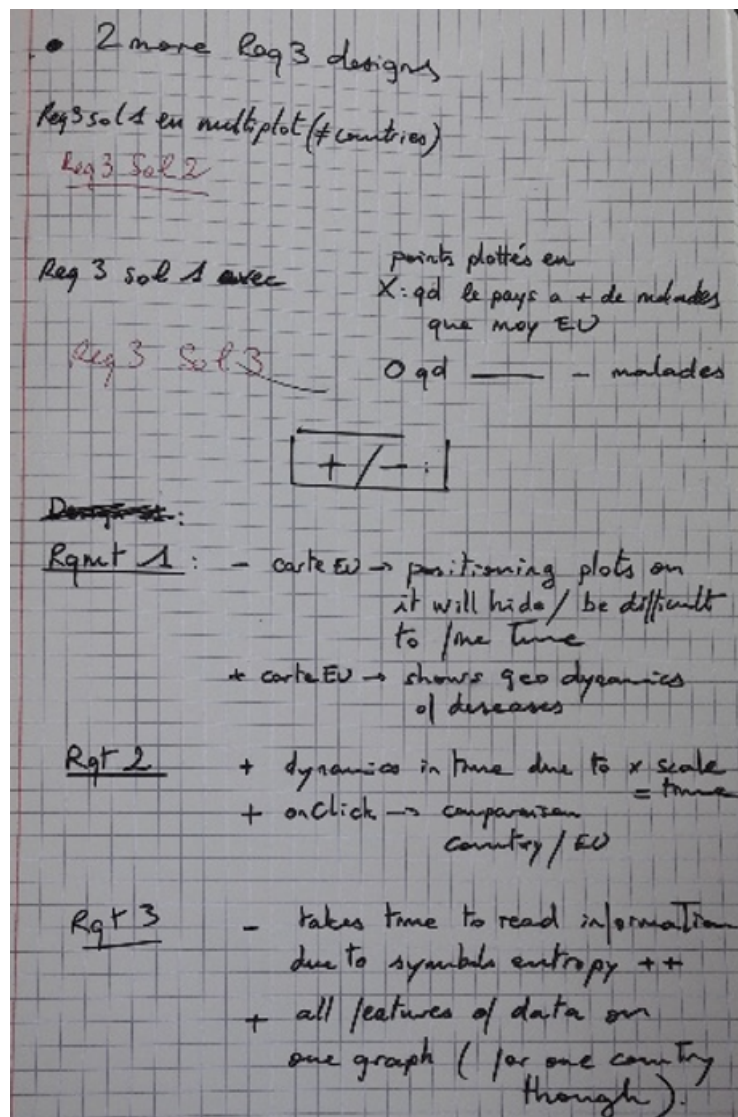 • 2 more Req 3 designs
Req 3 sol 1 en multiplot (≠ countries)
Req 3 Sol 2
Req 3 sol 1 avec
points plottés en
X: qd le pays a + de malades
que moy EU
O qd —— - malades
Req 3 Sol 3
+ / - :
Rqmt 1 : - carte EU → positioning plots on
it will hide / be difficult
to fine tune
+ carte EU → shows geo dynamics
of diseases
Rqt 2 + dynamics in time due to x scale
= time
+ onClick → comparaison
country / EU
Rqt 3 - takes time to read information
due to symbols entropy ++
+ all features of data on
one graph ( for one country
though ).